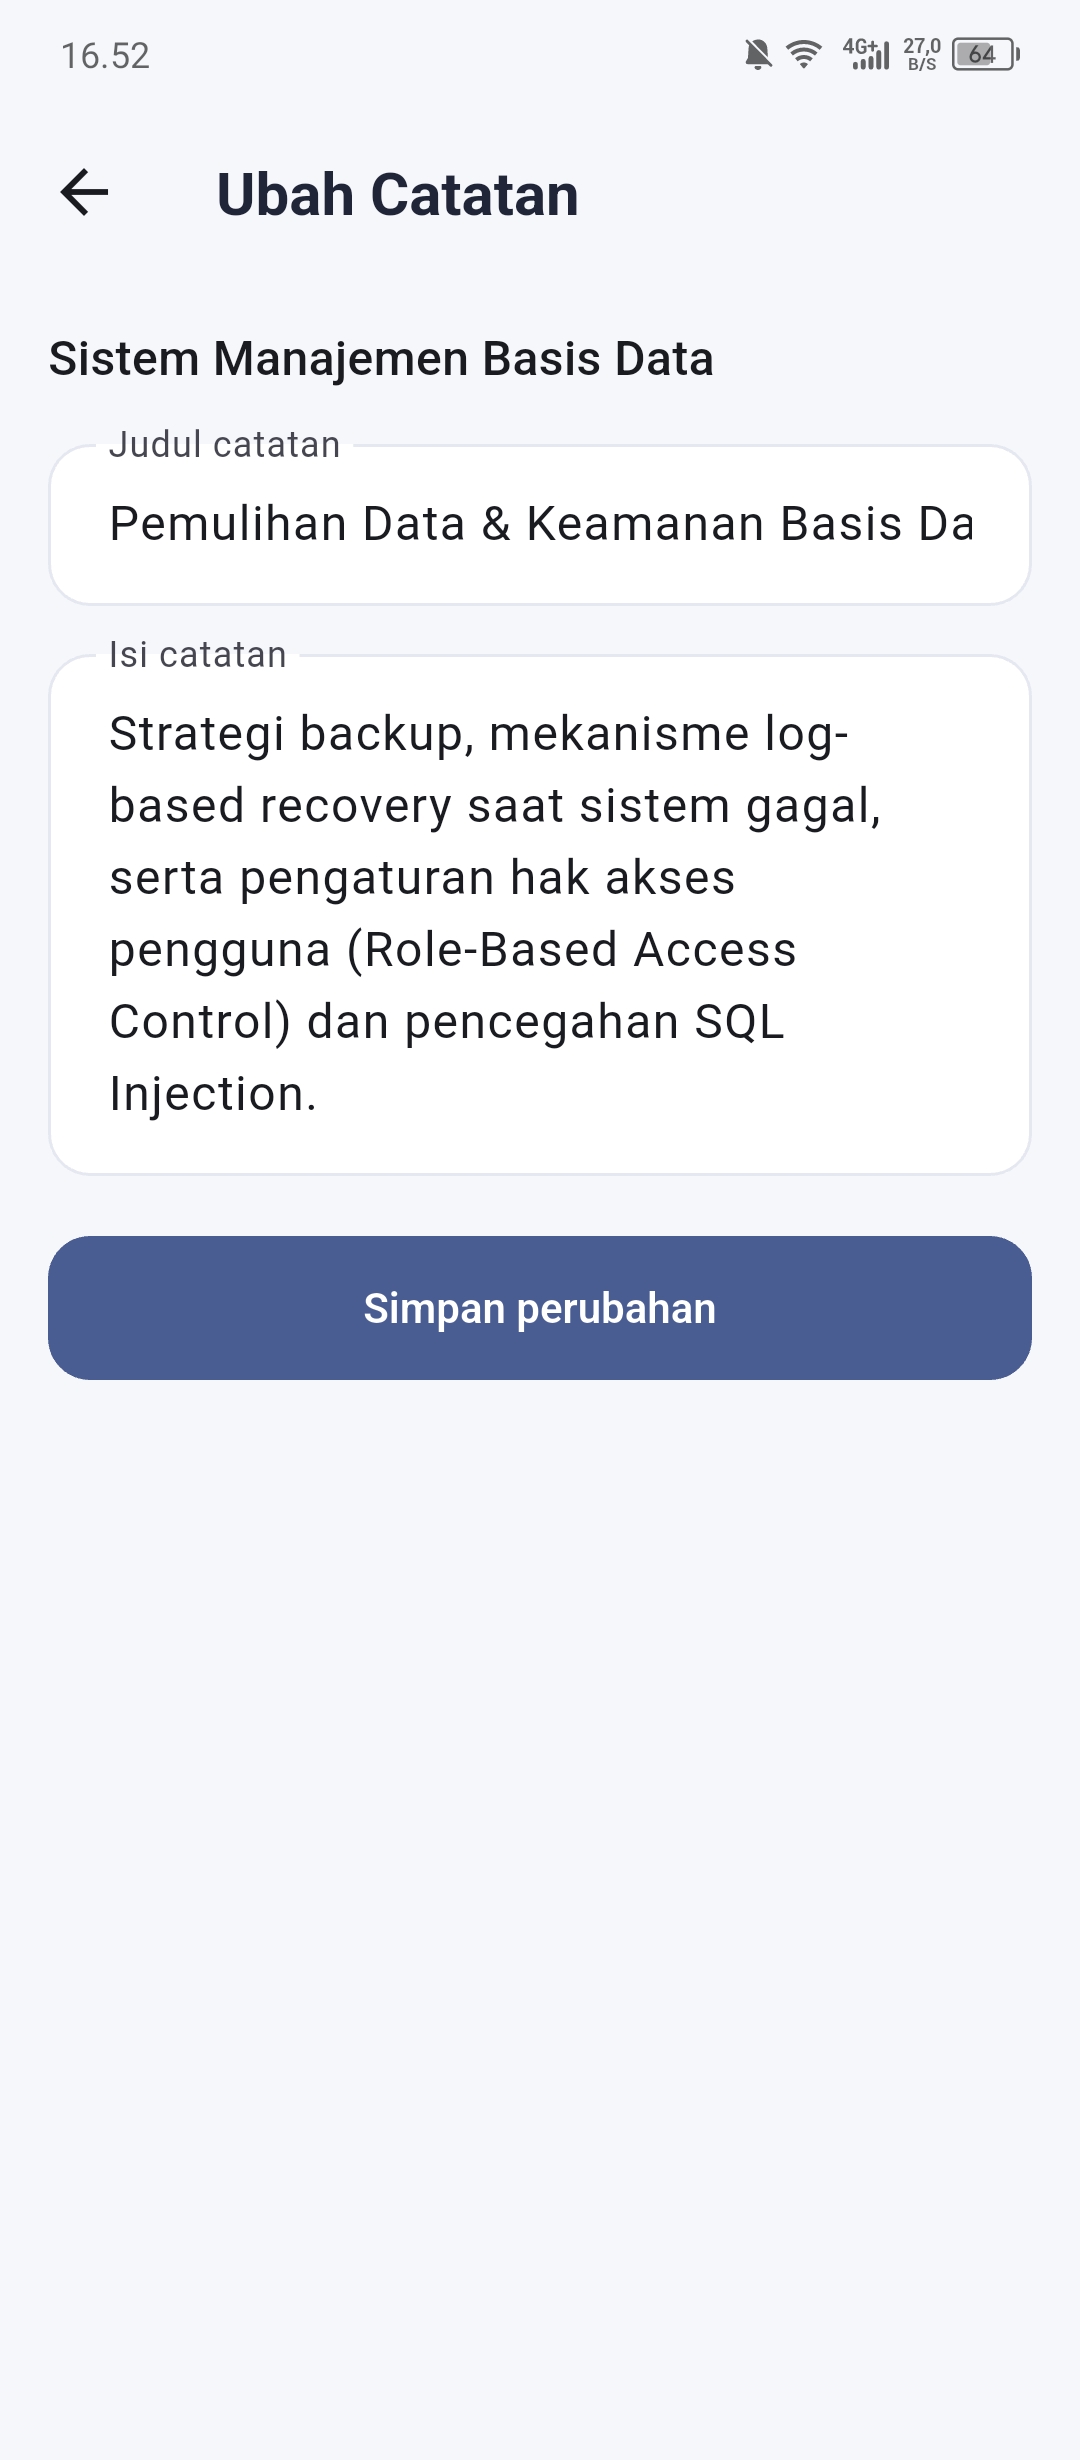 16.52
4G+ 27,0 B/S 64
Ubah Catatan
Sistem Manajemen Basis Data
Judul catatan
Pemulihan Data & Keamanan Basis Da
Isi catatan
Strategi backup, mekanisme log-
based recovery saat sistem gagal,
serta pengaturan hak akses
pengguna (Role-Based Access
Control) dan pencegahan SQL
Injection.
Simpan perubahan